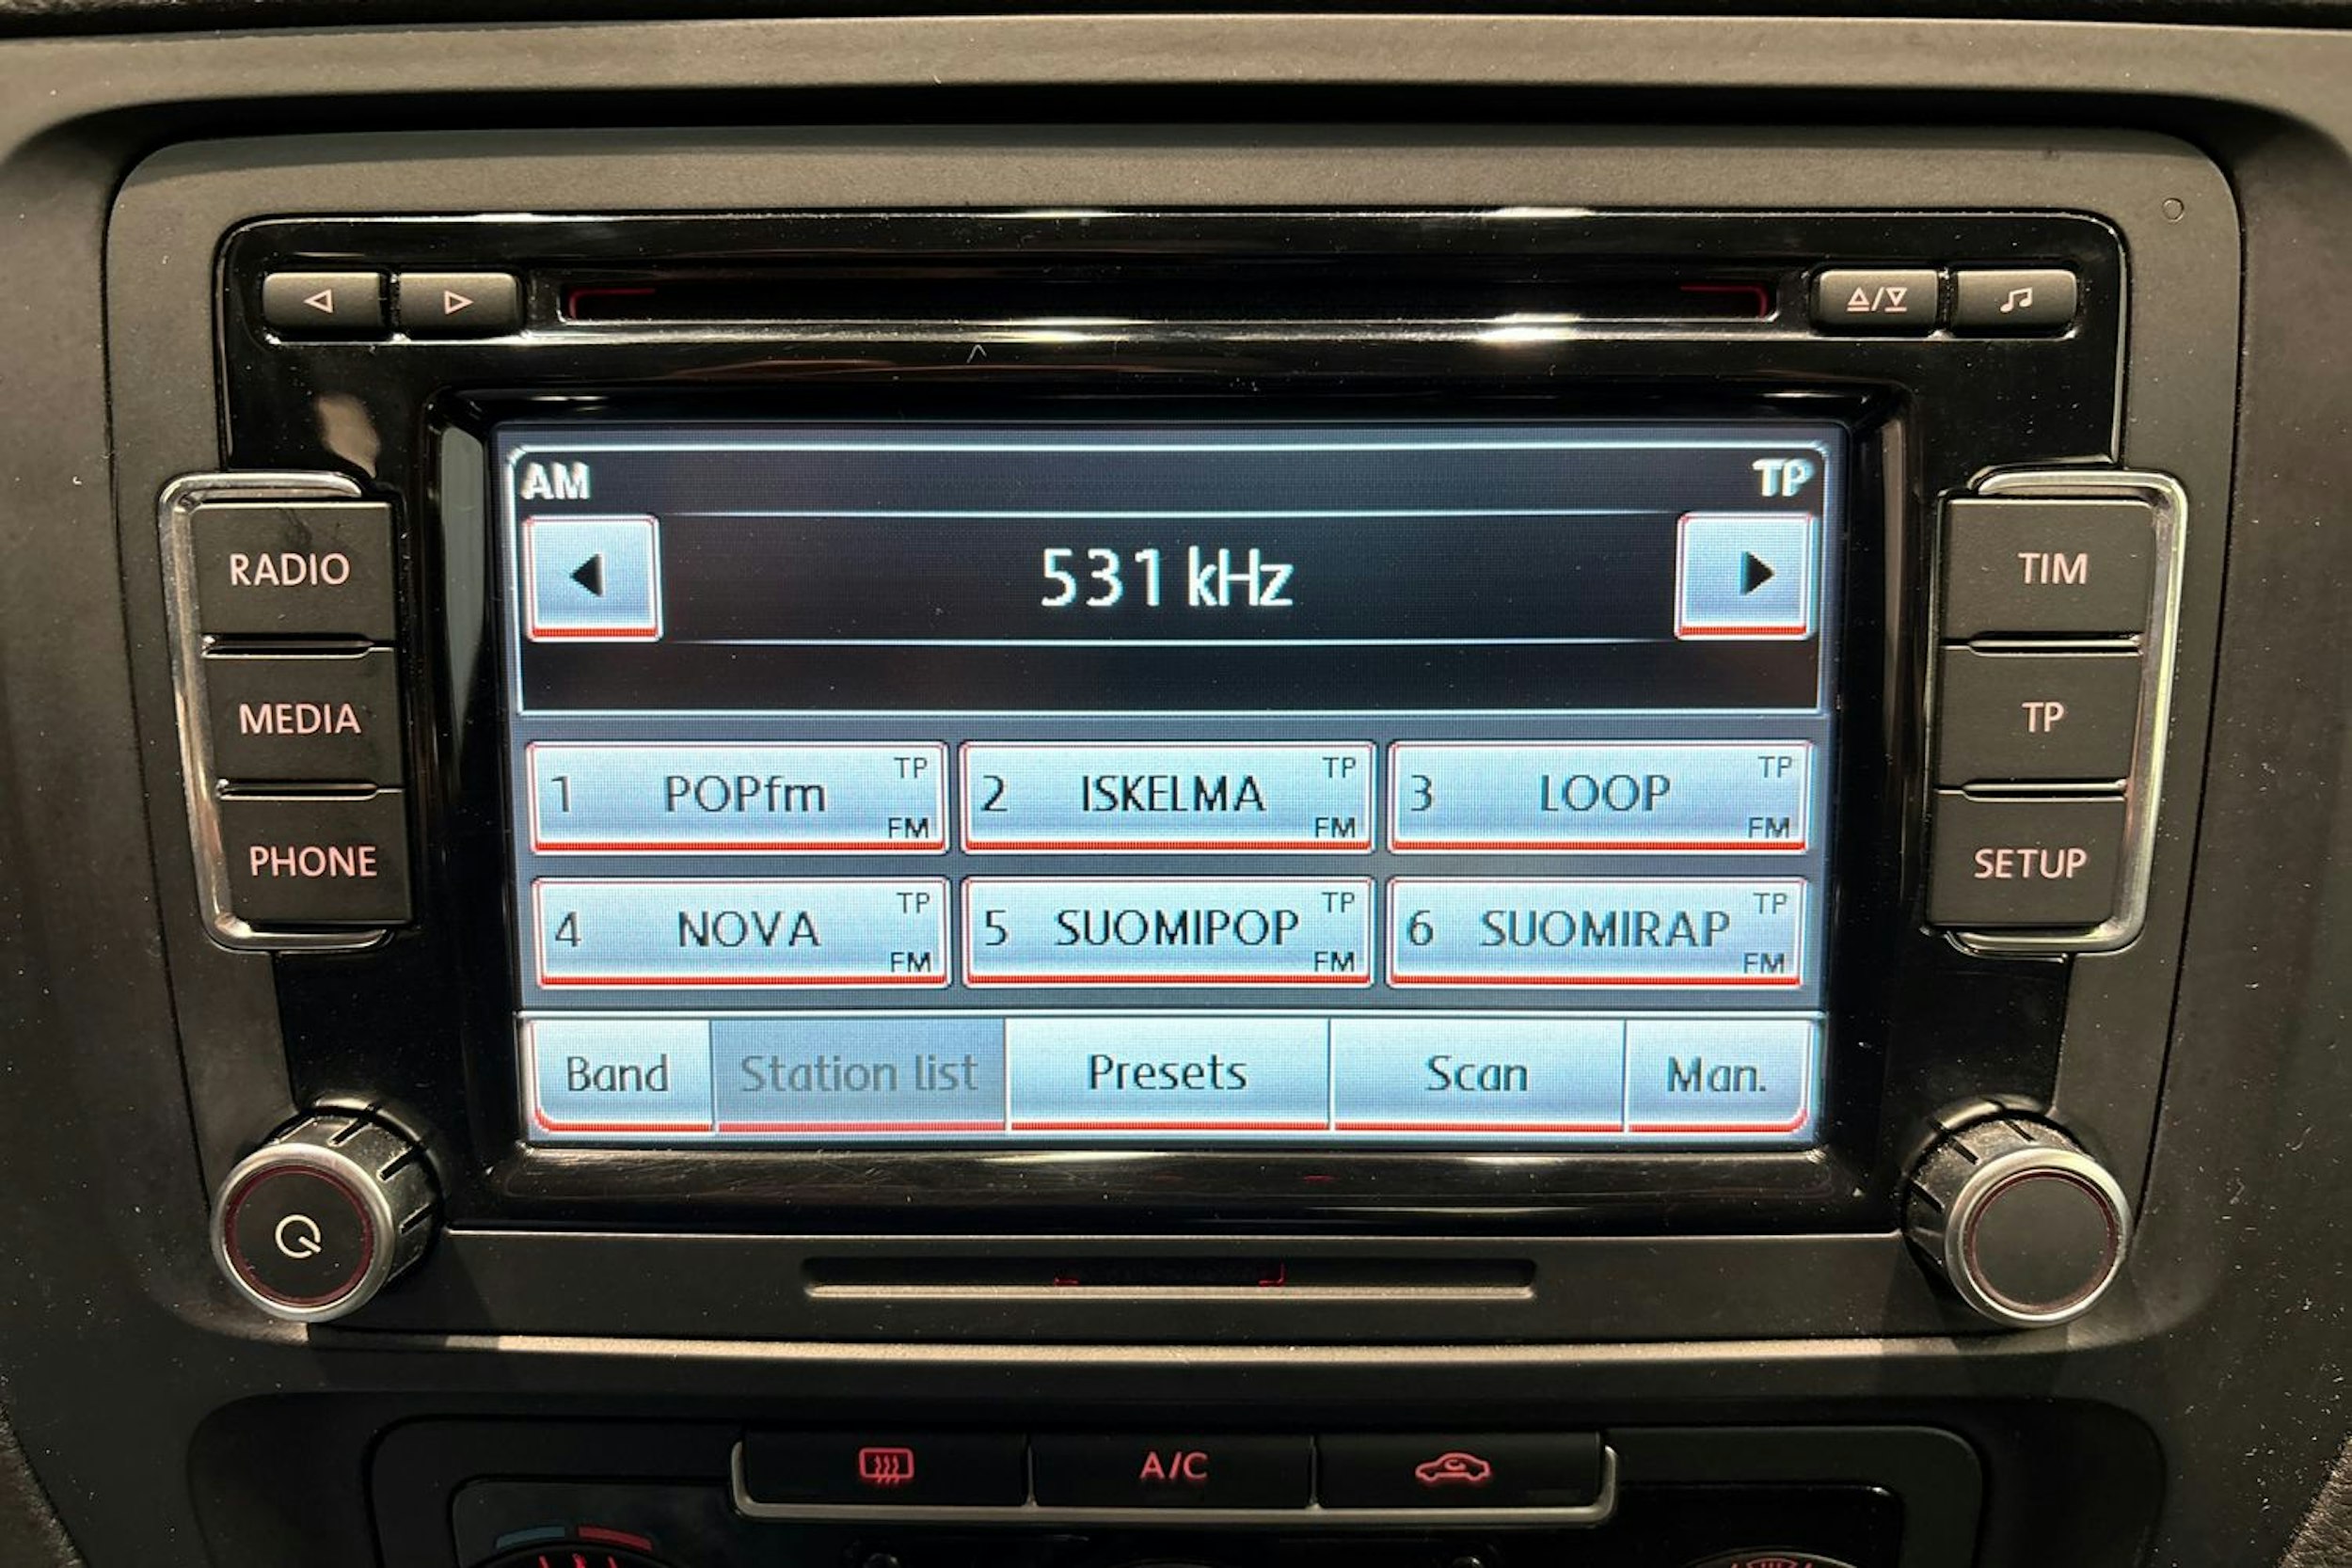 AM TP
RADIO
531 kHz
TIM
MEDIA
TP
1 POPfm TP FM
2 ISKELMA TP FM
3 LOOP TP FM
PHONE
SETUP
4 NOVA TP FM
5 SUOMIPOP TP FM
6 SUOMIRAP TP FM
Band Station list Presets Scan Man.
A/C